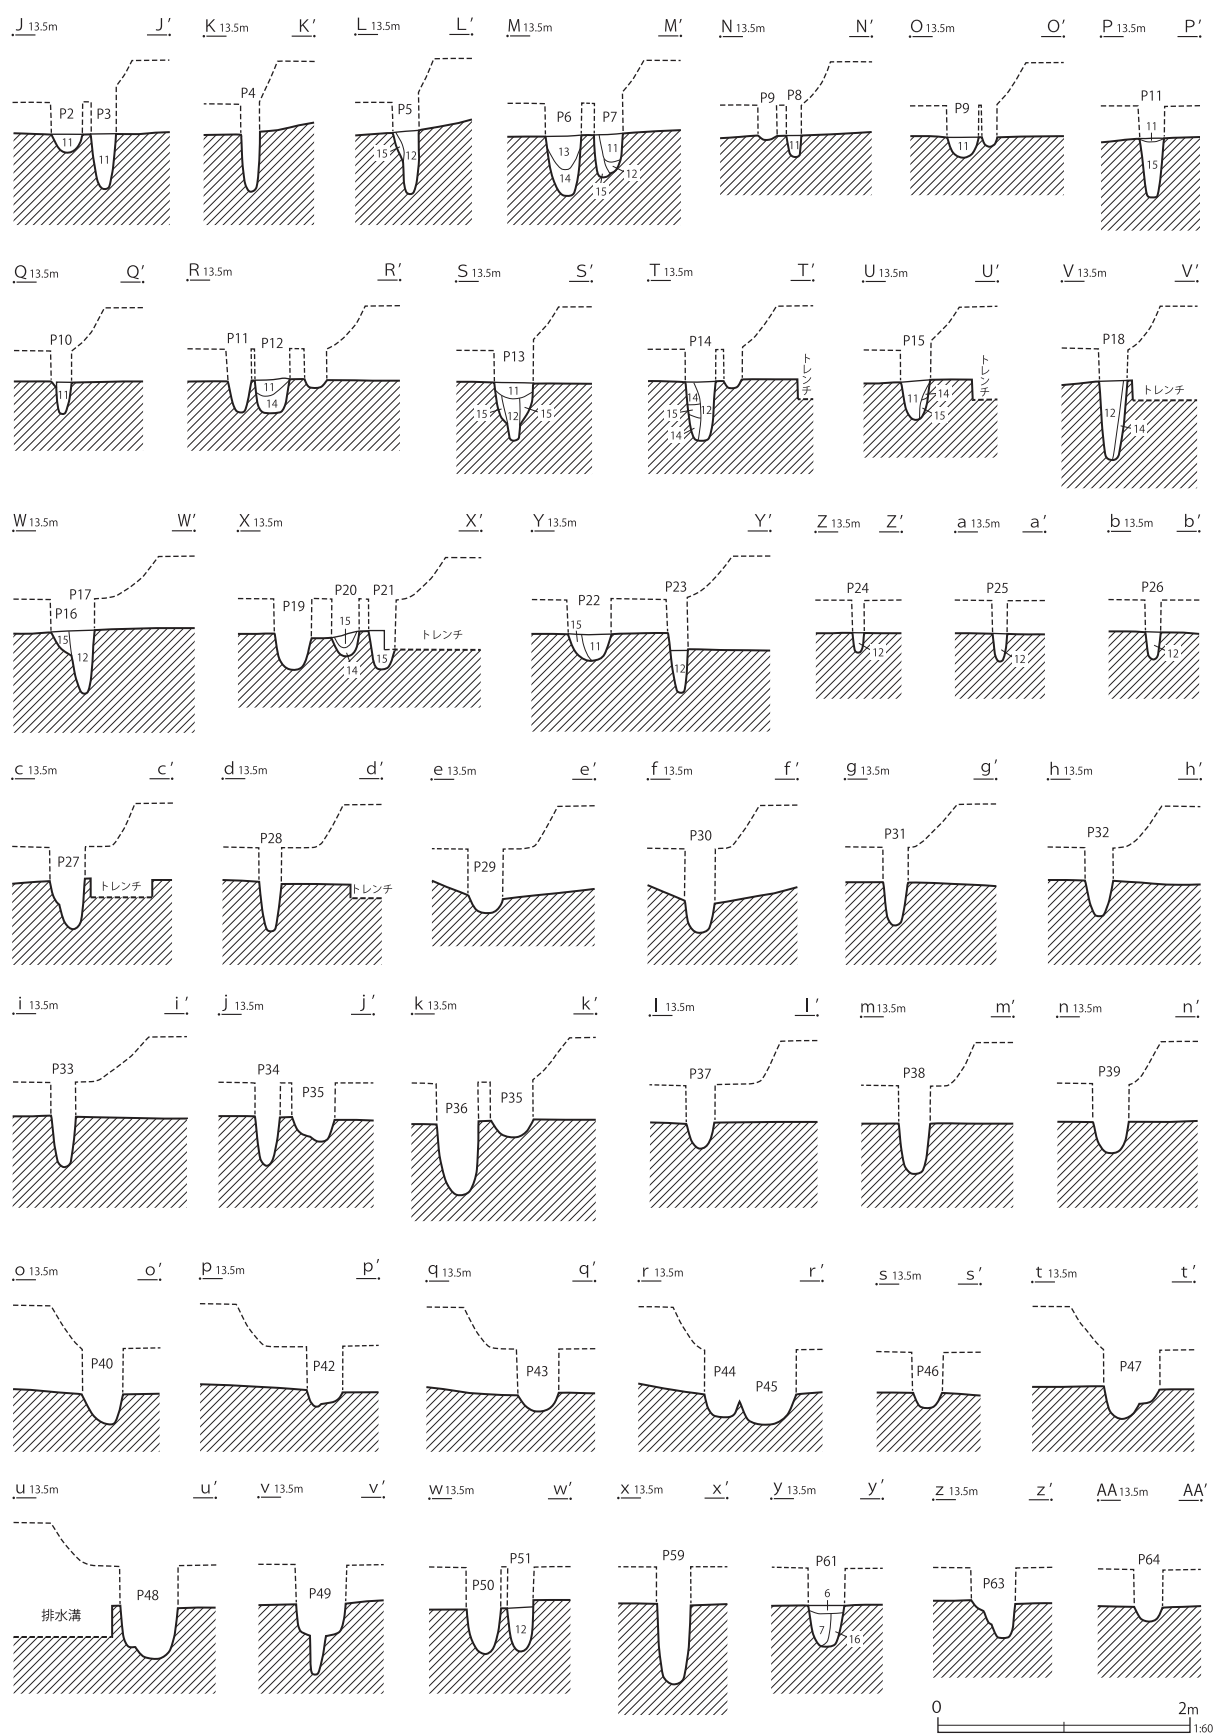 J 13.5m J′ K 13.5m K′ L 13.5m L′ M 13.5m M′ N 13.5m N′ O 13.5m O′ P 13.5m P′
P2 P3 P4 P5 P6 P7 P9 P8 P9 P11
11 11 15 12 13 14 11 12 15 11 11 11 15
Q 13.5m Q′ R 13.5m R′ S 13.5m S′ T 13.5m T′ U 13.5m U′ V 13.5m V′
P10 P11 P12 P13 P14 トレンチ P15 トレンチ P18 トレンチ
11 11 14 11 15 12 15 14 15 12 14 11 14 15 12 14
W 13.5m W′ X 13.5m X′ Y 13.5m Y′ Z 13.5m Z′ a 13.5m a′ b 13.5m b′
P17 P16 P19 P20 P21 トレンチ P22 P23 P24 P25 P26
15 12 15 14 15 15 11 12 12 12 12
c 13.5m c′ d 13.5m d′ e 13.5m e′ f 13.5m f′ g 13.5m g′ h 13.5m h′
P27 トレンチ P28 トレンチ P29 P30 P31 P32
i 13.5m i′ j 13.5m j′ k 13.5m k′ l 13.5m l′ m 13.5m m′ n 13.5m n′
P33 P34 P35 P36 P35 P37 P38 P39
o 13.5m o′ p 13.5m p′ q 13.5m q′ r 13.5m r′ s 13.5m s′ t 13.5m t′
P40 P42 P43 P44 P45 P46 P47
u 13.5m u′ v 13.5m v′ w 13.5m w′ x 13.5m x′ y 13.5m y′ z 13.5m z′ AA 13.5m AA′
排水溝 P48 P49 P50 P51 P59 P61 P63 P64
12 6 7 16
0 2m
1:60